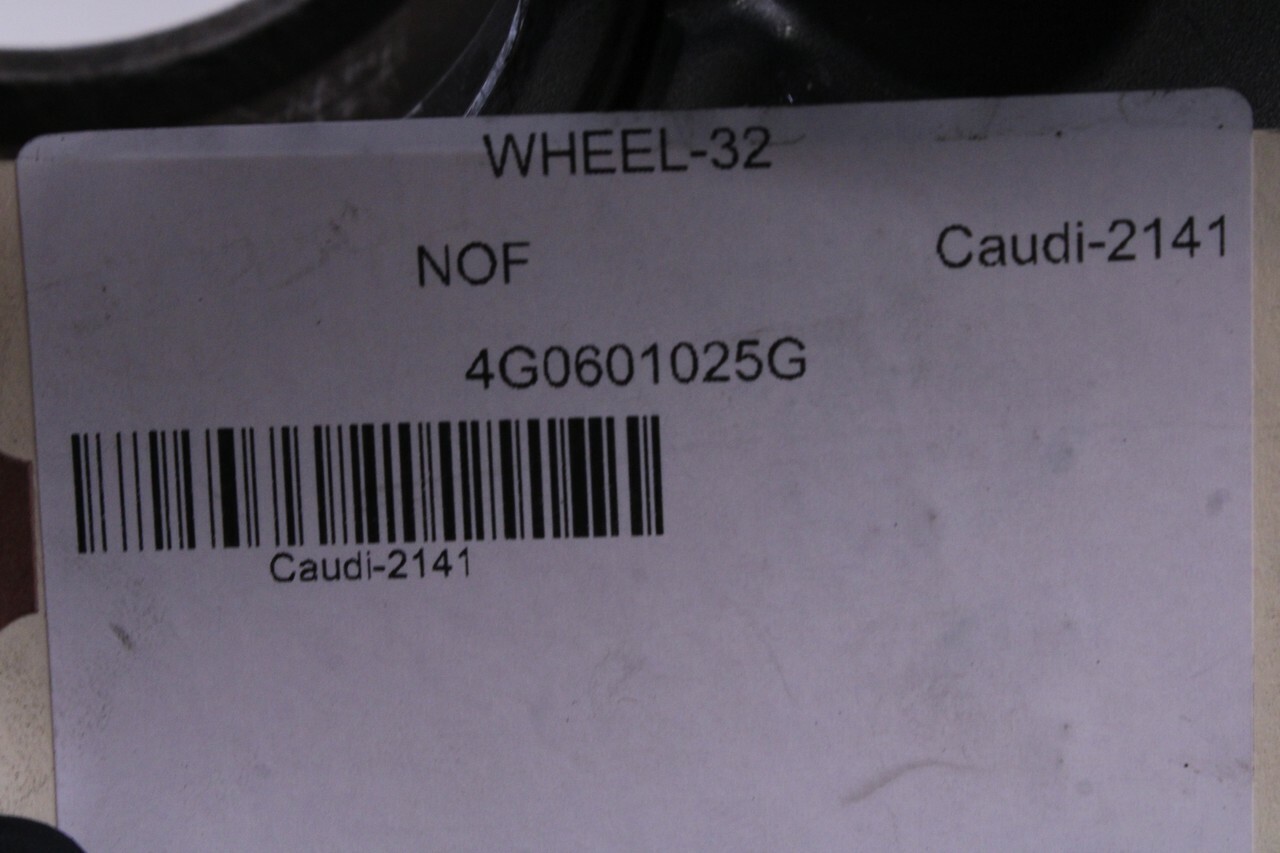 WHEEL-32
NOF Caudi-2141
4G0601025G
Caudi-2141